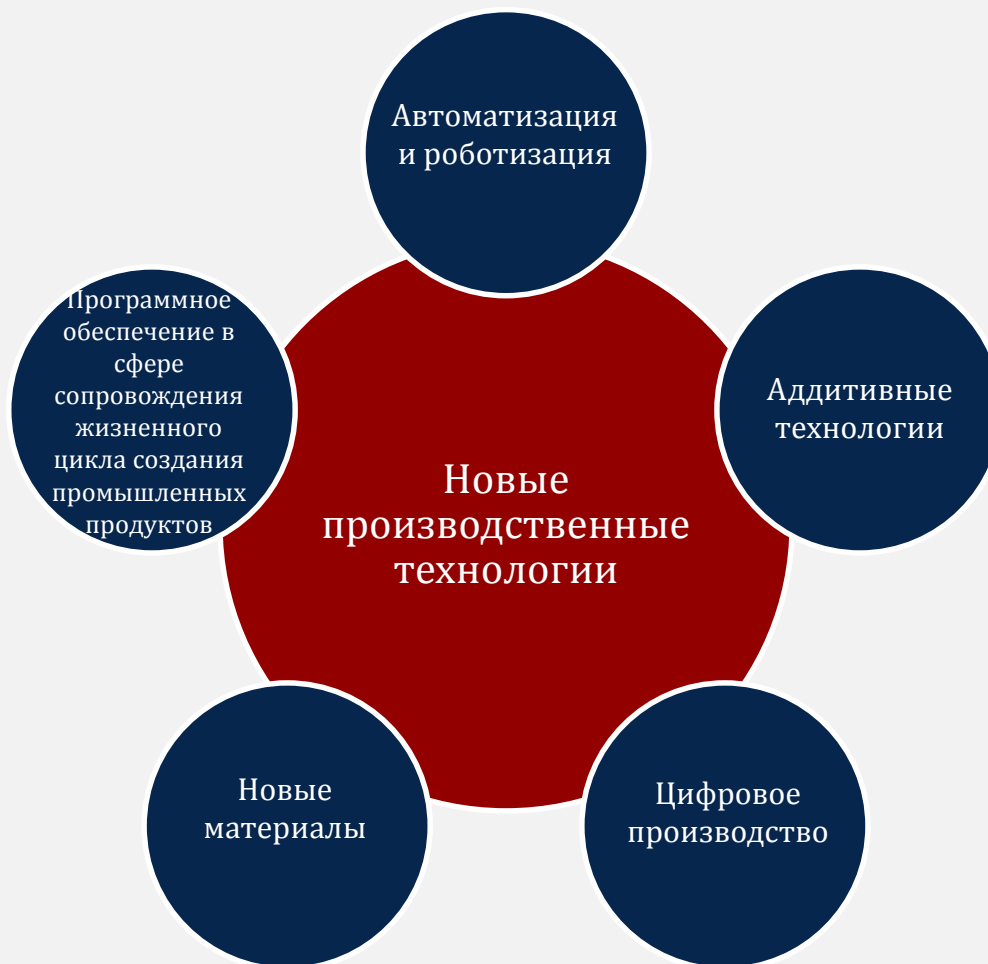 Автоматизация
и роботизация
Программное
обеспечение в
сфере
сопровождения
жизненного
цикла создания
промышленных
продуктов
Аддитивные
технологии
Новые
производственные
технологии
Новые
материалы
Цифровое
производство